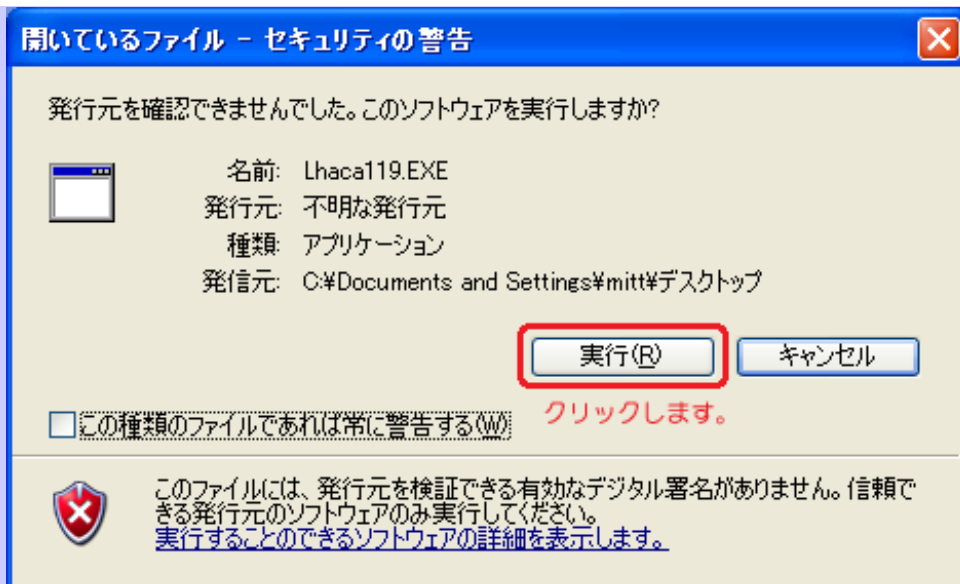 開いているファイル - セキュリティの警告
発行元を確認できませんでした。このソフトウェアを実行しますか?
名前: Lhaca119.EXE
発行元: 不明な発行元
種類: アプリケーション
発信元: C:¥Documents and Settings¥mitt¥デスクトップ
実行(R) キャンセル
クリックします。
この種類のファイルであれば常に警告する(W)
このファイルには、発行元を検証できる有効なデジタル署名がありません。信頼で
きる発行元のソフトウェアのみ実行してください。
実行することのできるソフトウェアの詳細を表示します。